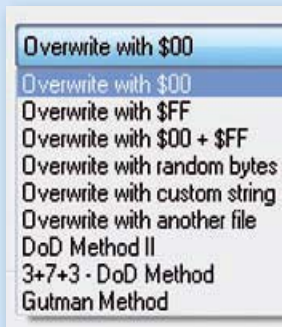 Overwrite with $00
Overwrite with $00
Overwrite with $FF
Overwrite with $00 + $FF
Overwrite with random bytes
Overwrite with custom string
Overwrite with another file
DoD Method II
3+7+3 - DoD Method
Gutman Method